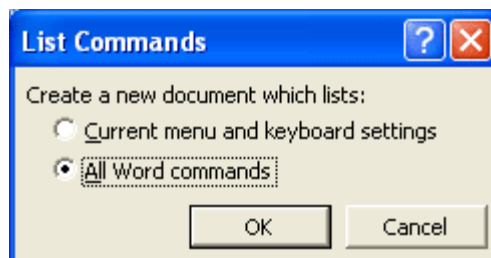 List Commands
Create a new document which lists:
Current menu and keyboard settings
All Word commands
OK Cancel